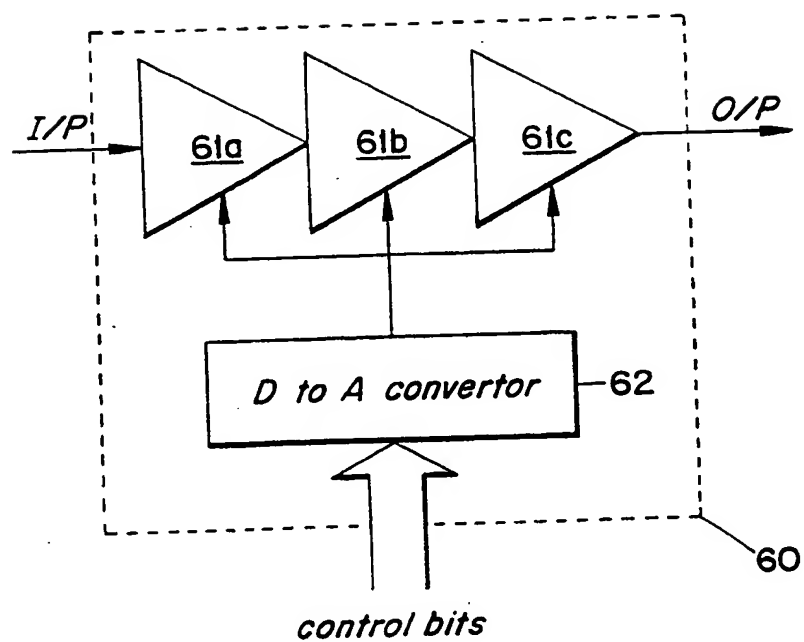 I/P
61a
61b
61c
O/P
D to A convertor
62
60
control bits